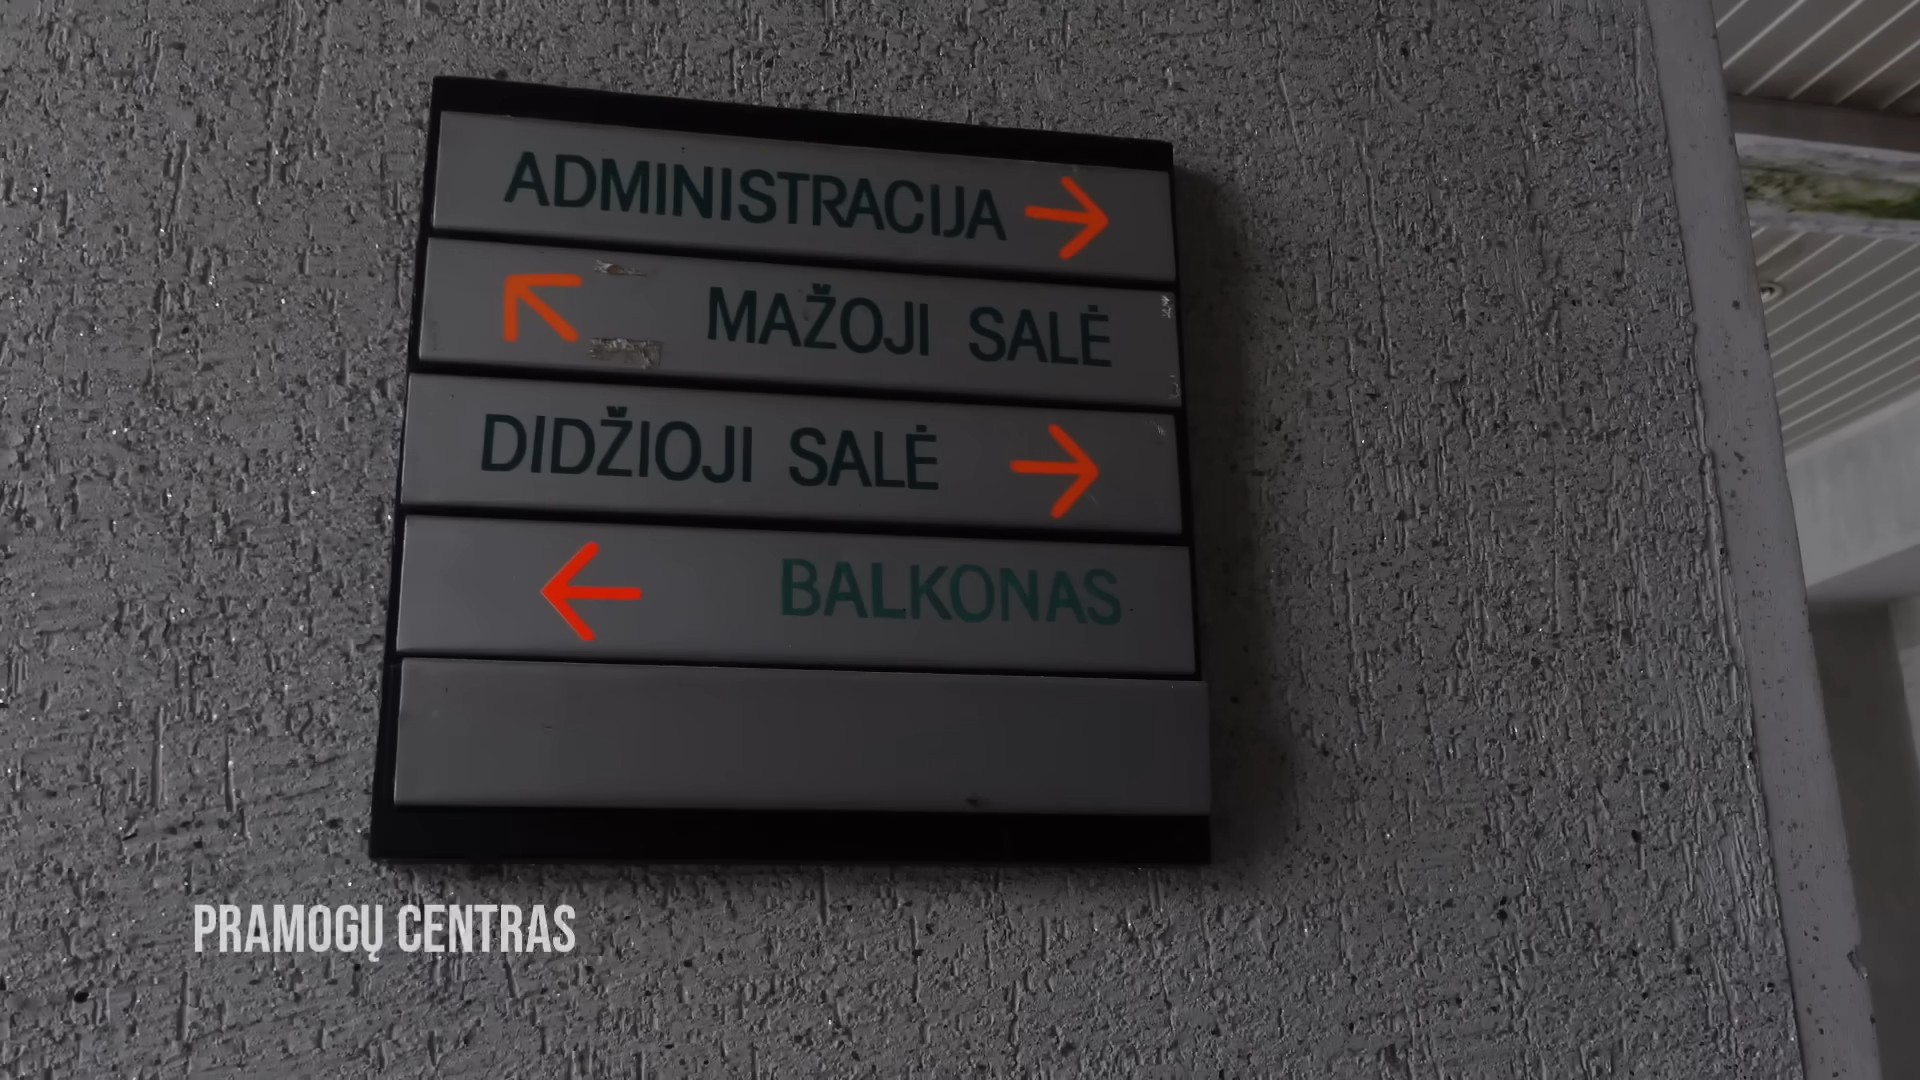 ADMINISTRACIJA
MAŽOJI SALĖ
DIDŽIOJI SALĖ
BALKONAS
PRAMOGŲ CENTRAS